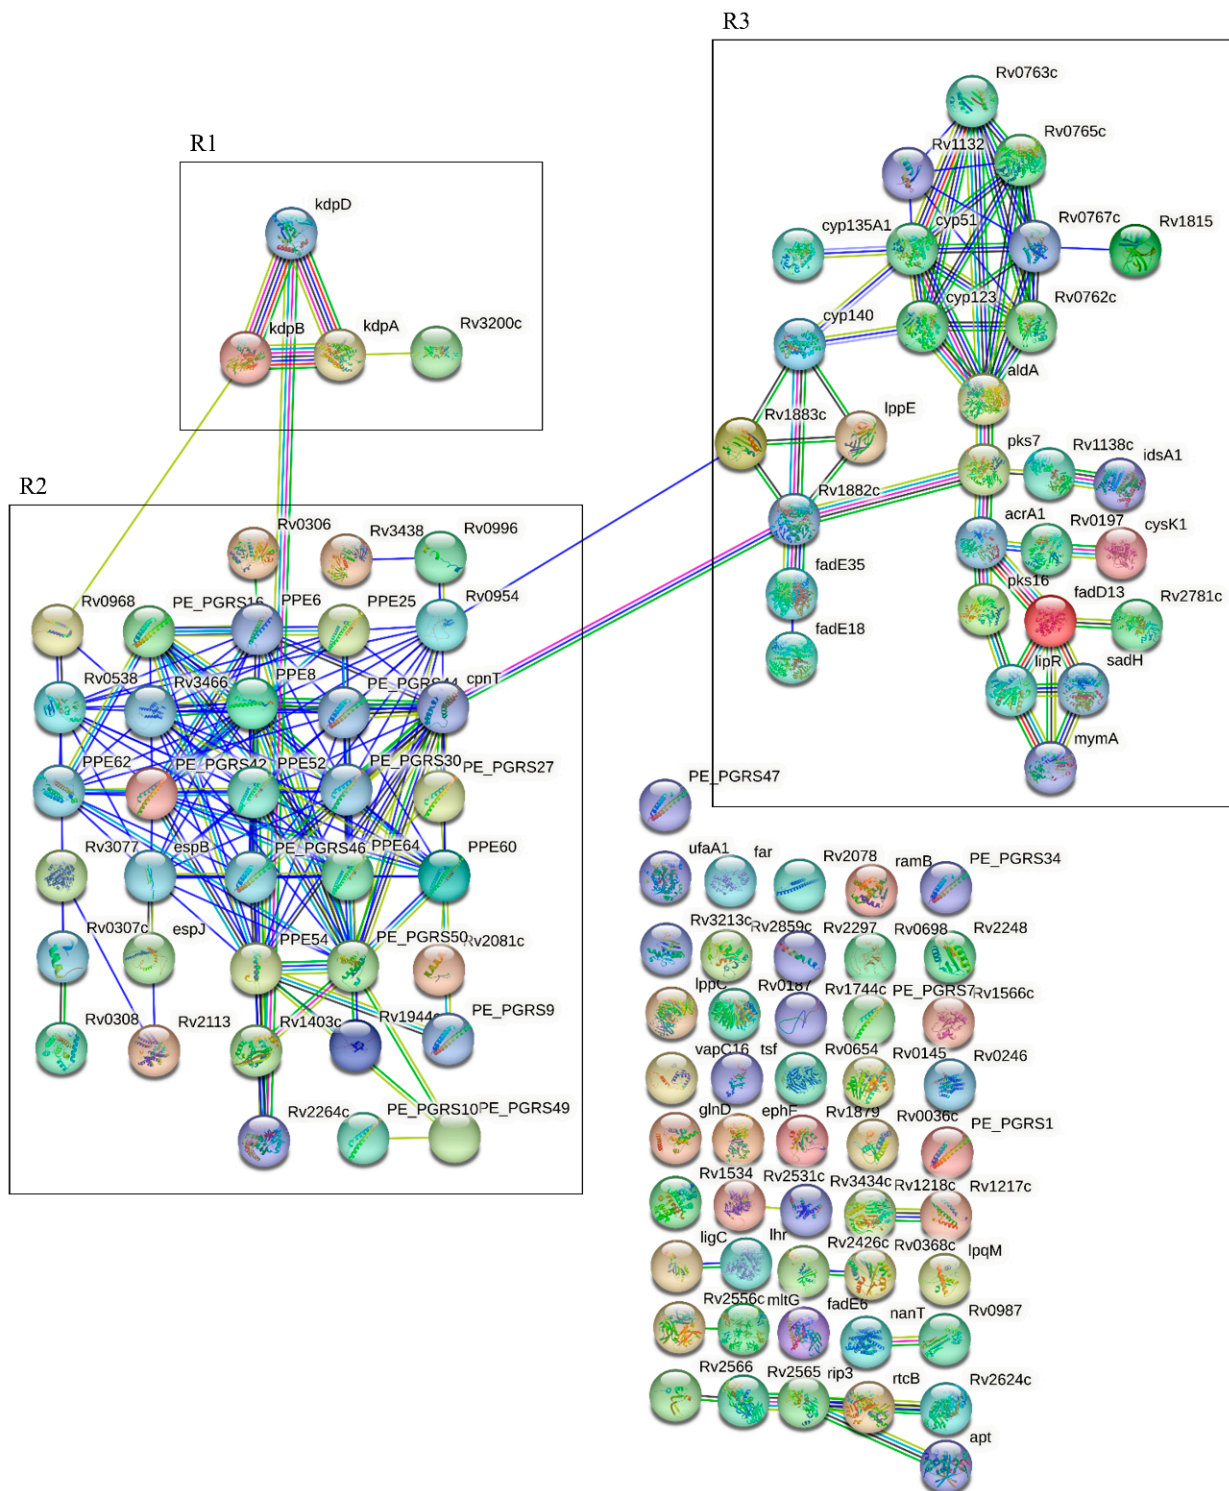 R3
Rv0763c
R1
Rv1132
Rv0765c
kdpD
cyp135A1
cyp51
Rv0767c
Rv1815
kdpB
kdpA
Rv3200c
cyp140
cyp123
Rv0762c
aldA
Rv1883c
lppE
pks7
Rv1138c
idsA1
R2
Rv1882c
acrA1
Rv0197
cysK1
Rv0306
Rv3438
Rv0996
fadE35
pks16
fadD13
Rv2781c
Rv0968
PE_PGRS16
PPE6
PPE25
Rv0954
fadE18
lipR
sadH
Rv0538
Rv3466
PPE8
PE_PGRS44
cpnT
mymA
PPE62
PE_PGRS42
PPE52
PE_PGRS30
PE_PGRS27
PE_PGRS47
Rv3077
espB
PE_PGRS46
PPE64
PPE60
ufaA1
far
Rv2078
ramB
PE_PGRS34
Rv0307c
espJ
PPE54
PE_PGRS50
Rv2081c
Rv3213c
Rv2859c
Rv2297
Rv0698
Rv2248
Rv0308
Rv2113
Rv1403c
Rv1944c
PE_PGRS9
lppC
Rv0187
Rv1744c
PE_PGRS7
Rv1566c
vapC16
tsf
Rv0654
Rv0145
Rv0246
Rv2264c
PE_PGRS10
PE_PGRS49
glnD
ephF
Rv1879
Rv0036c
PE_PGRS1
Rv1534
Rv2531c
Rv3434c
Rv1218c
Rv1217c
ligC
lhr
Rv2426c
Rv0368c
lpqM
Rv2556c
mltG
fadE6
nanT
Rv0987
Rv2566
Rv2565
rip3
rtcB
Rv2624c
apt